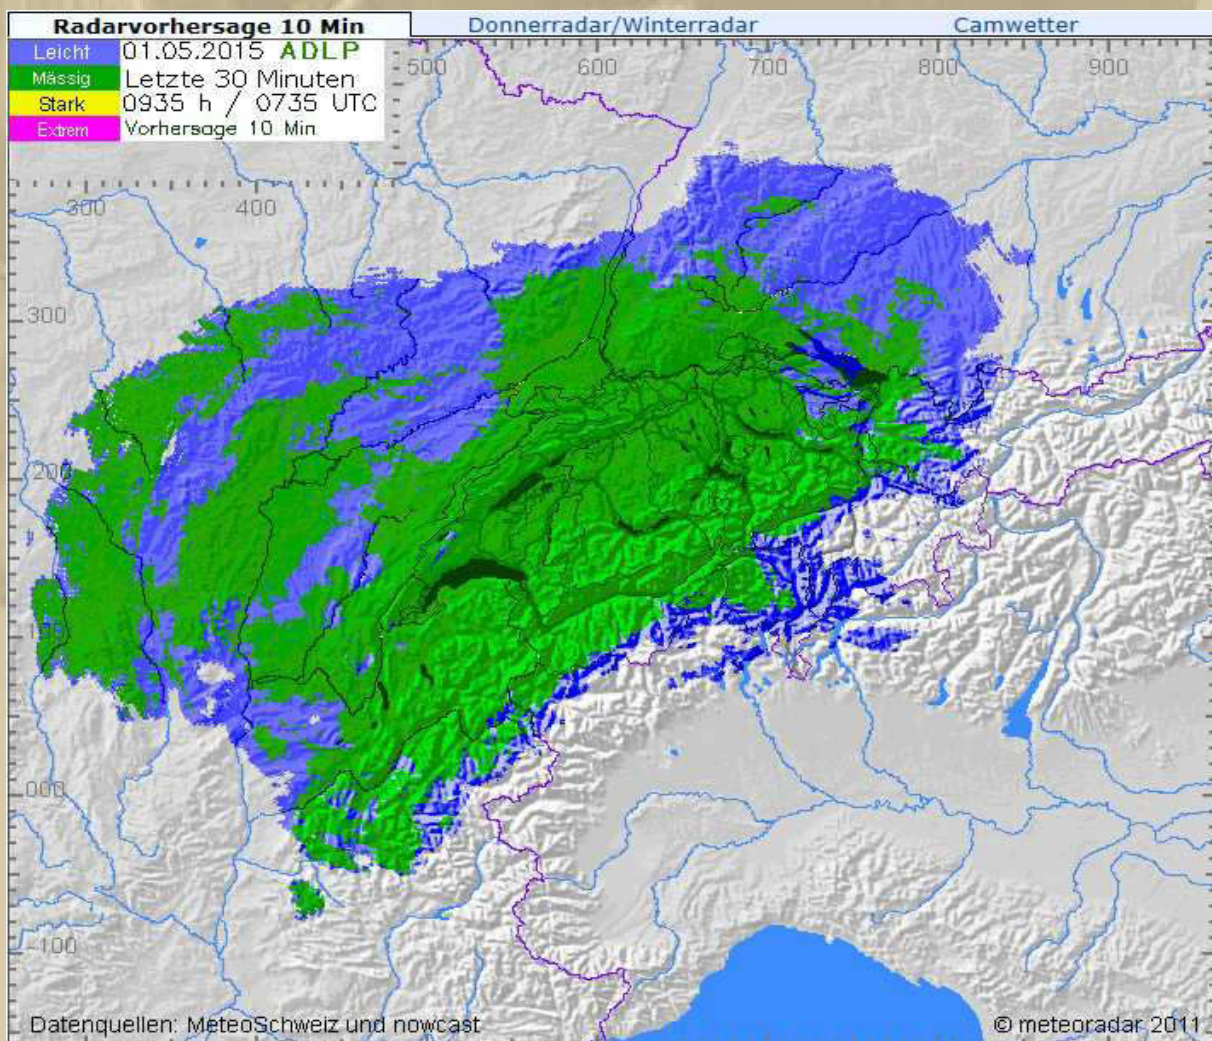 Radarvorhersage 10 Min Donnerradar/Winterradar Camwetter
Leicht 01.05.2015 ADLP
Mässig Letzte 30 Minuten
Stark 0935 h / 0735 UTC
Extrem Vorhersage 10 Min
500 600 700 800 900
300 400
300
200
000
-100
Datenquellen: MeteoSchweiz und nowcast © meteoradar 2011